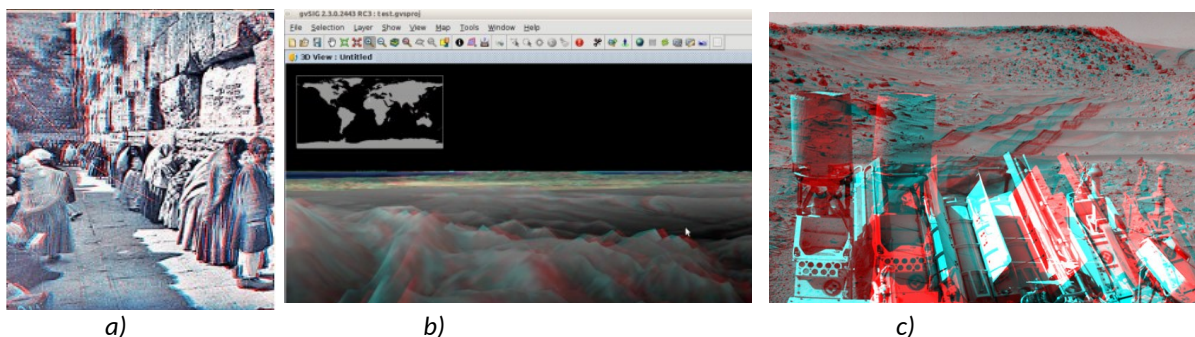 gvSIG 2.3.0.2443 RC3 : test.gvsproj
File Selection Layer Show View Map Tools Window Help
3D View : Untitled
a) b) c)